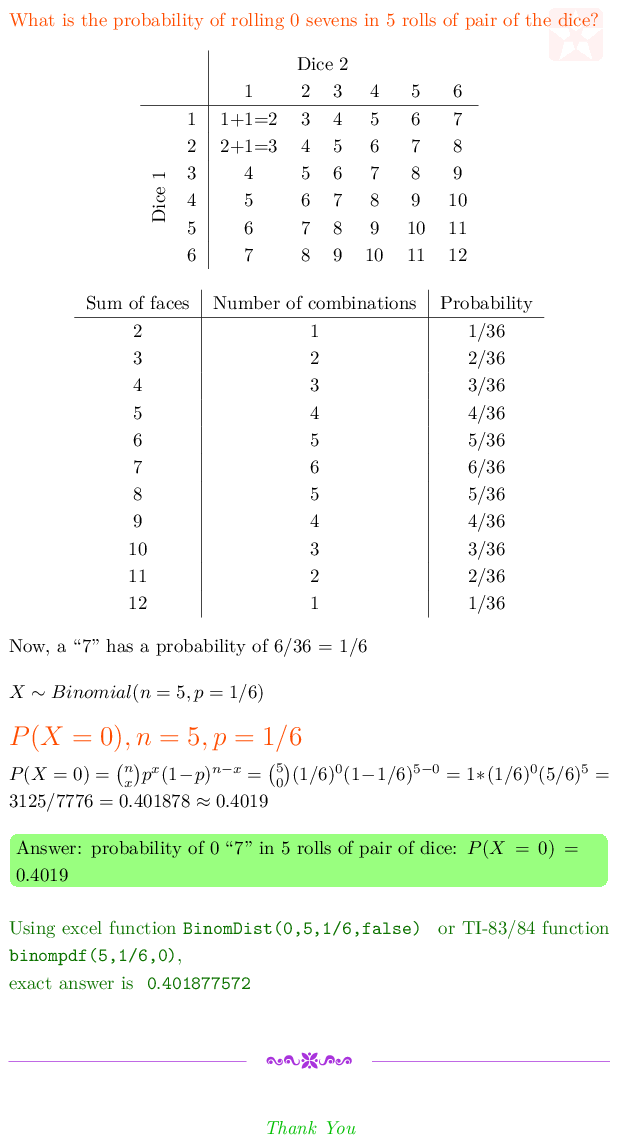 What is the probability of rolling 0 sevens in 5 rolls of pair of the dice?
Dice 2
1 2 3 4 5 6
Dice 1
1 1+1=2 3 4 5 6 7
2 2+1=3 4 5 6 7 8
3 4 5 6 7 8 9
4 5 6 7 8 9 10
5 6 7 8 9 10 11
6 7 8 9 10 11 12
Sum of faces Number of combinations Probability
2 1 1/36
3 2 2/36
4 3 3/36
5 4 4/36
6 5 5/36
7 6 6/36
8 5 5/36
9 4 4/36
10 3 3/36
11 2 2/36
12 1 1/36
Now, a “7” has a probability of 6/36 = 1/6
X ∼ Binomial(n = 5, p = 1/6)
P(X = 0), n = 5, p = 1/6
P(X = 0) = (n x) p^x (1−p)^{n−x} = (5 0) (1/6)^0 (1−1/6)^{5−0} = 1∗(1/6)^0 (5/6)^5 =
3125/7776 = 0.401878 ≈ 0.4019
Answer: probability of 0 “7” in 5 rolls of pair of dice: P(X = 0) =
0.4019
Using excel function BinomDist(0,5,1/6,false) or TI-83/84 function
binompdf(5,1/6,0),
exact answer is 0.401877572
Thank You